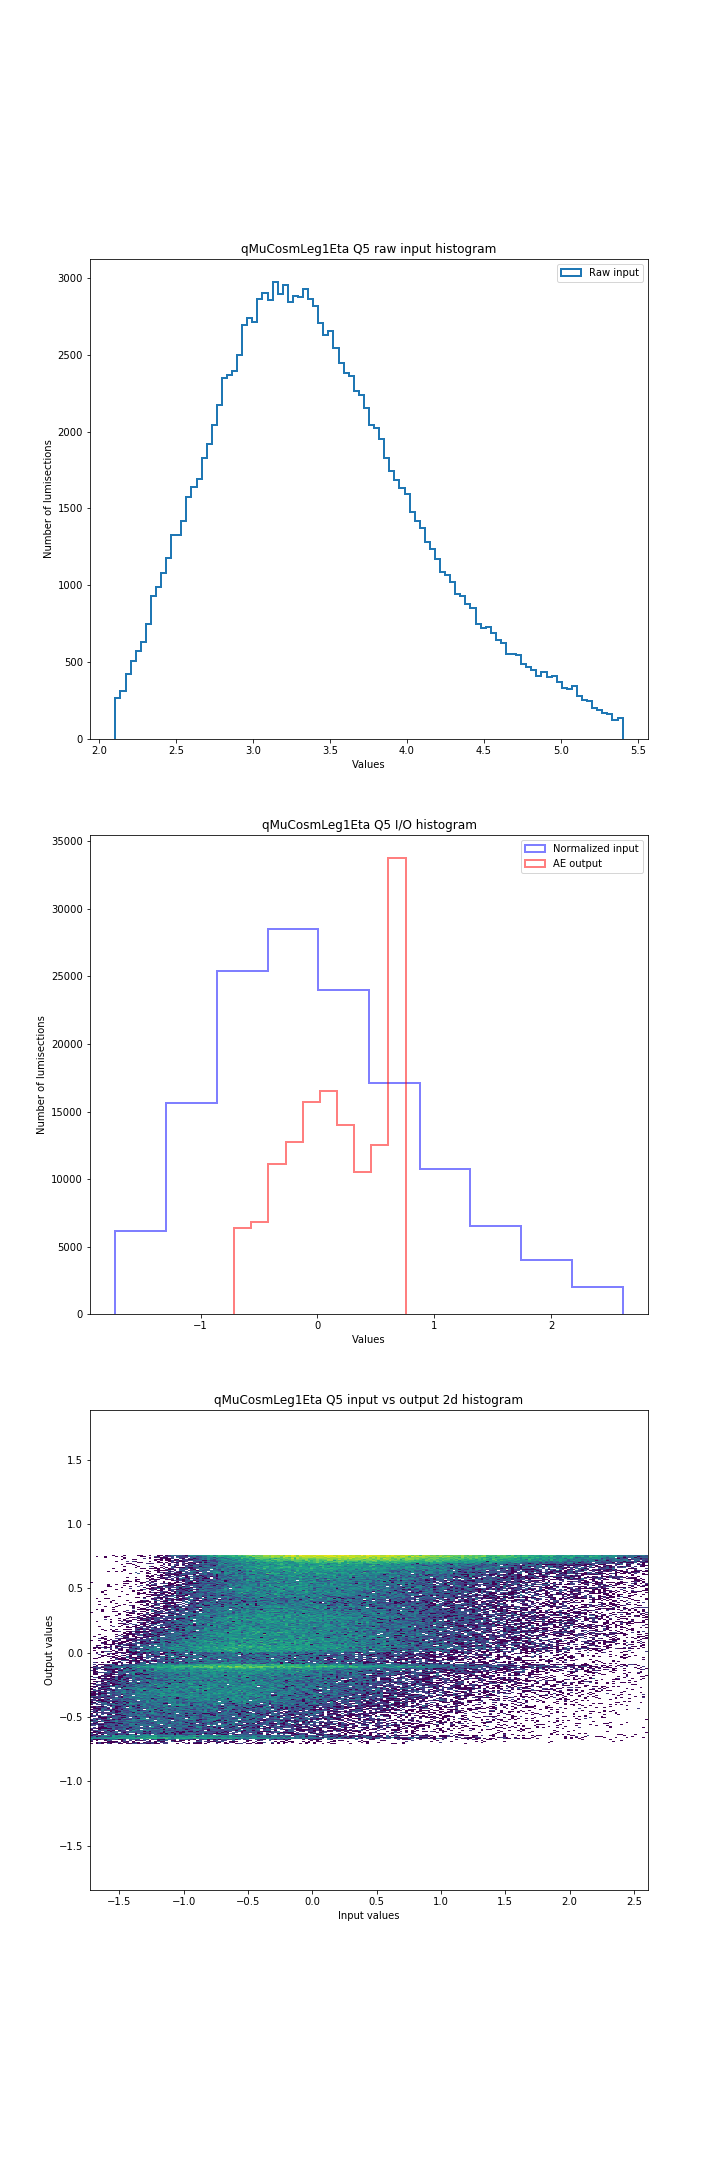 qMuCosmLeg1Eta Q5 raw input histogram
Raw input
3000
2500
2000
1500
1000
500
0
Number of lumisections
2.0 2.5 3.0 3.5 4.0 4.5 5.0 5.5
Values
qMuCosmLeg1Eta Q5 I/O histogram
Normalized input
AE output
35000
30000
25000
20000
15000
10000
5000
0
Number of lumisections
−1 0 1 2
Values
qMuCosmLeg1Eta Q5 input vs output 2d histogram
1.5
1.0
0.5
0.0
−0.5
−1.0
−1.5
Output values
−1.5 −1.0 −0.5 0.0 0.5 1.0 1.5 2.0 2.5
Input values